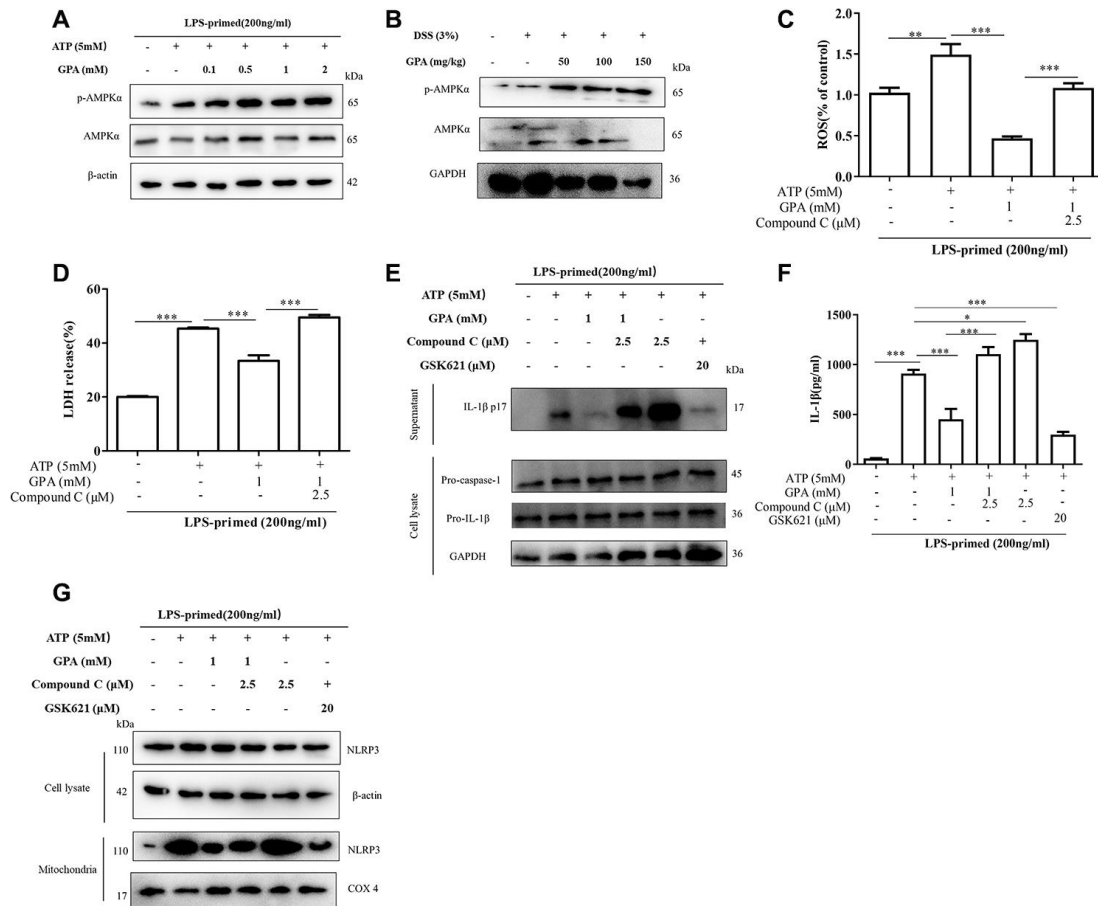 A
LPS-primed(200ng/ml)
ATP (5mM) - + + + + +
GPA (mM) - - 0.1 0.5 1 2
kDa
p-AMPKα 65
AMPKα 65
β-actin 42
B
DSS (3%) - + + + +
GPA (mg/kg) - - 50 100 150
kDa
p-AMPKα 65
AMPKα 65
GAPDH 36
C
ROS(% of control)
2.0
1.5
1.0
0.5
0.0
** *** ***
ATP (5mM) - + + +
GPA (mM) - - 1 1
Compound C (μM) - - - 2.5
LPS-primed (200ng/ml)
D
LDH release(%)
60
40
20
0
*** *** ***
ATP (5mM) - + + +
GPA (mM) - - 1 1
Compound C (μM) - - - 2.5
LPS-primed (200ng/ml)
E
LPS-primed(200ng/ml)
ATP (5mM) - + + + + +
GPA (mM) - - 1 1 - -
Compound C (μM) - - - 2.5 2.5 +
GSK621 (μM) - - - - - 20
kDa
Supernatant
IL-1β p17 17
Cell lysate
Pro-caspase-1 45
Pro-IL-1β 36
GAPDH 36
F
IL-1β(pg/ml)
1500
1000
500
0
***
*
***
*** ***
ATP (5mM) - + + + + +
GPA (mM) - - 1 1 - -
Compound C (μM) - - - 2.5 2.5 -
GSK621 (μM) - - - - - 20
LPS-primed (200ng/ml)
G
LPS-primed(200ng/ml)
ATP (5mM) - + + + + +
GPA (mM) - - 1 1 - -
Compound C (μM) - - - 2.5 2.5 +
GSK621 (μM) - - - - - 20
kDa
Cell lysate
110 NLRP3
42 β-actin
Mitochondria
110 NLRP3
17 COX 4